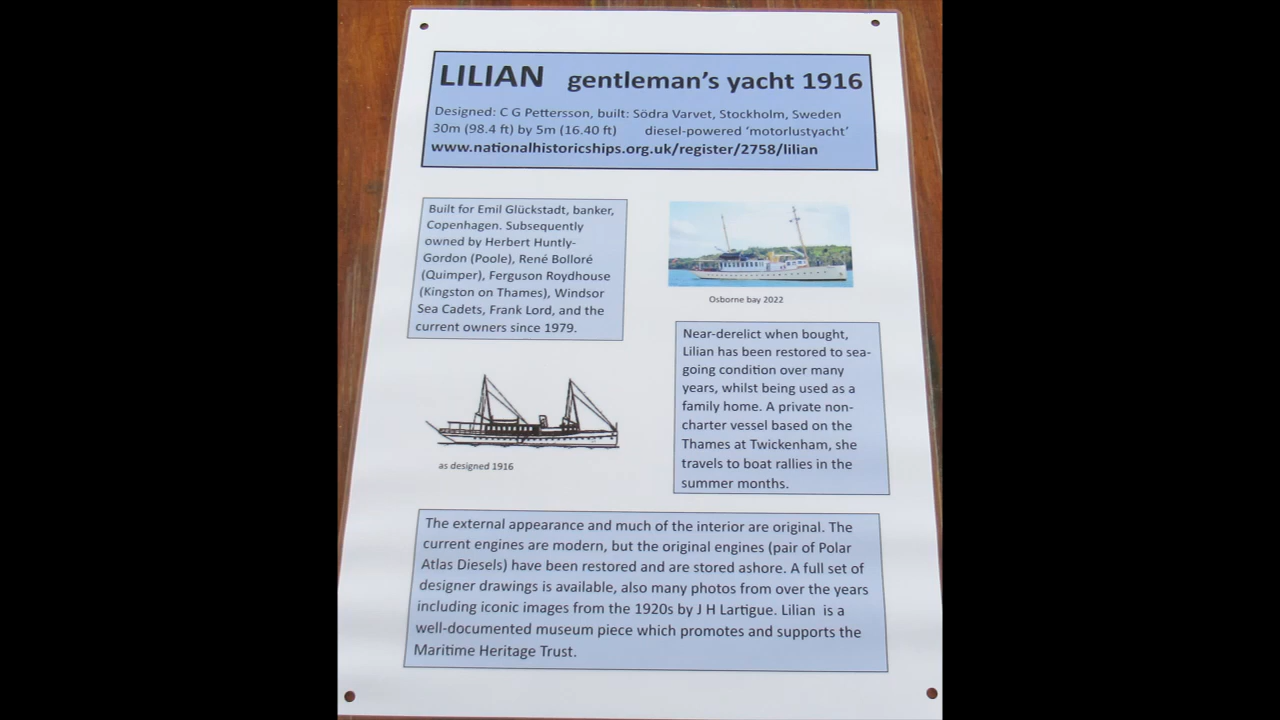 LILIAN gentleman's yacht 1916
Designed: C G Pettersson, built: Södra Varvet, Stockholm, Sweden
30m (98.4 ft) by 5m (16.40 ft) diesel-powered 'motorlustyacht'
www.nationalhistoricships.org.uk/register/2758/lilian
Built for Emil Glückstadt, banker,
Copenhagen. Subsequently
owned by Herbert Huntly-
Gordon (Poole), René Bolloré
(Quimper), Ferguson Roydhouse
(Kingston on Thames), Windsor
Sea Cadets, Frank Lord, and the
current owners since 1979.
Osborne bay 2022
Near-derelict when bought,
Lilian has been restored to sea-
going condition over many
years, whilst being used as a
family home. A private non-
charter vessel based on the
Thames at Twickenham, she
travels to boat rallies in the
summer months.
as designed 1916
The external appearance and much of the interior are original. The
current engines are modern, but the original engines (pair of Polar
Atlas Diesels) have been restored and are stored ashore. A full set of
designer drawings is available, also many photos from over the years
including iconic images from the 1920s by J H Lartigue. Lilian is a
well-documented museum piece which promotes and supports the
Maritime Heritage Trust.